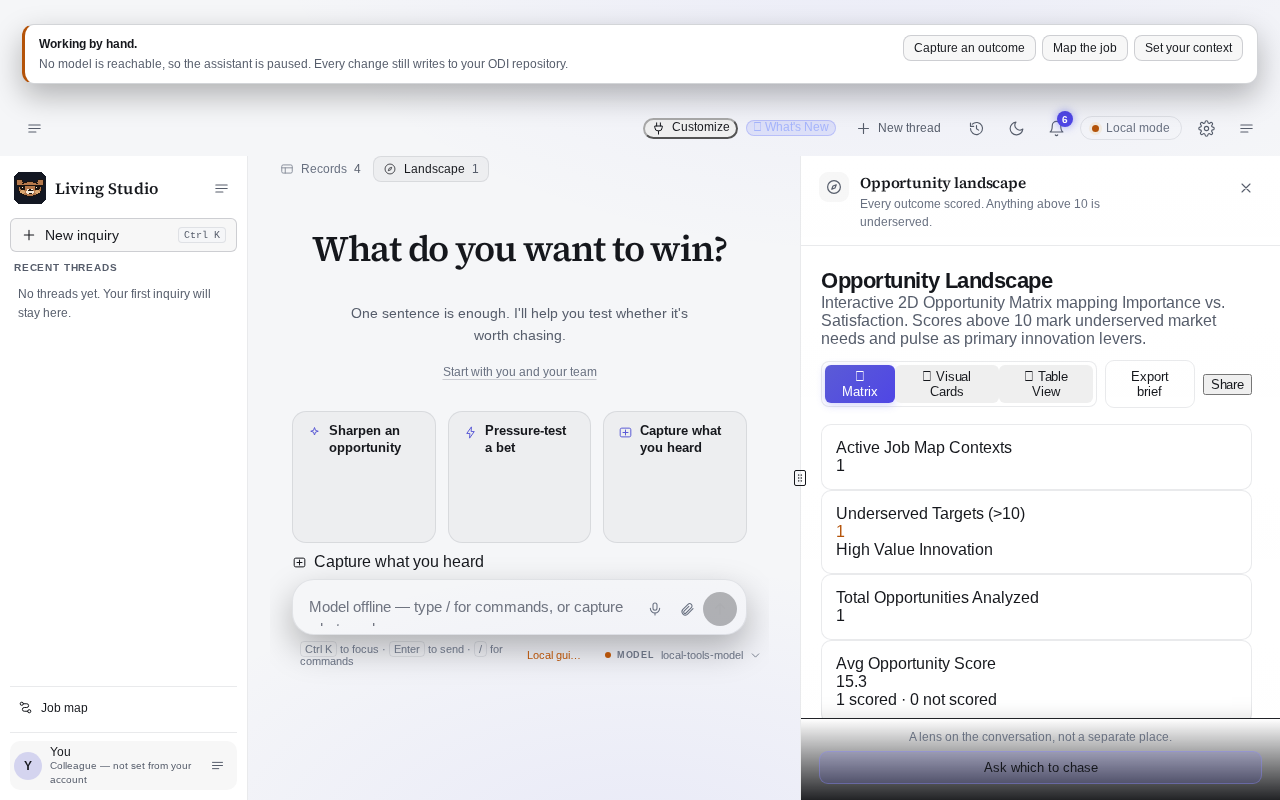 Working by hand.
No model is reachable, so the assistant is paused. Every change still writes to your ODI repository.
Capture an outcome
Map the job
Set your context
Customize
What's New
New thread
6
Local mode
Living Studio
New inquiry
Ctrl K
RECENT THREADS
No threads yet. Your first inquiry will
stay here.
Job map
Y
You
Colleague — not set from your
account
Records 4
Landscape 1
What do you want to win?
One sentence is enough. I'll help you test whether it's
worth chasing.
Start with you and your team
Sharpen an
opportunity
Pressure-test
a bet
Capture what
you heard
Capture what you heard
Model offline — type / for commands, or capture
Ctrl K to focus · Enter to send · / for
commands
Local gui…
MODEL local-tools-model
Opportunity landscape
Every outcome scored. Anything above 10 is
underserved.
Opportunity Landscape
Interactive 2D Opportunity Matrix mapping Importance vs.
Satisfaction. Scores above 10 mark underserved market
needs and pulse as primary innovation levers.
Matrix
Visual
Cards
Table
View
Export
brief
Share
Active Job Map Contexts
1
Underserved Targets (>10)
1
High Value Innovation
Total Opportunities Analyzed
1
Avg Opportunity Score
15.3
1 scored · 0 not scored
A lens on the conversation, not a separate place.
Ask which to chase